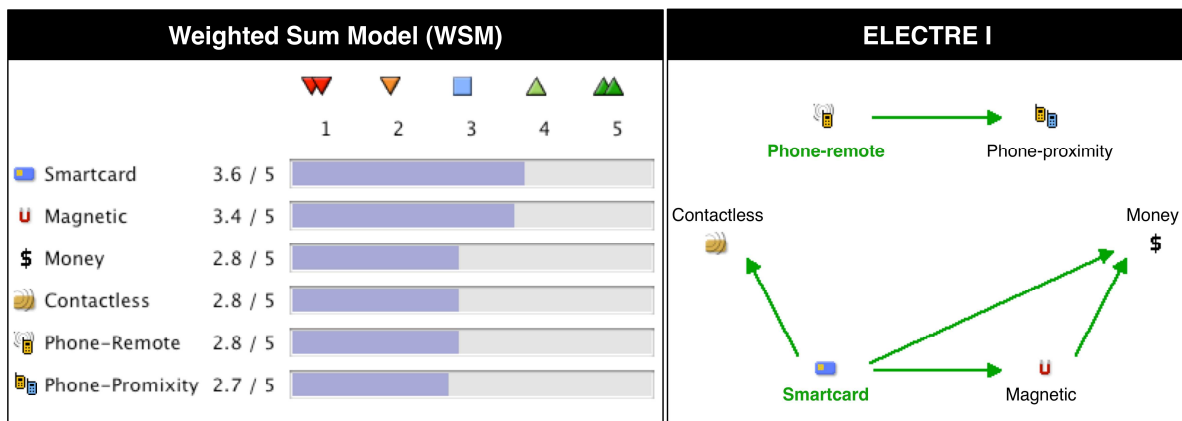 Weighted Sum Model (WSM)
1 2 3 4 5
Smartcard 3.6 / 5
Magnetic 3.4 / 5
$ Money 2.8 / 5
Contactless 2.8 / 5
Phone-Remote 2.8 / 5
Phone-Promixity 2.7 / 5
ELECTRE I
Phone-remote Phone-proximity
Contactless Money
$
Smartcard Magnetic